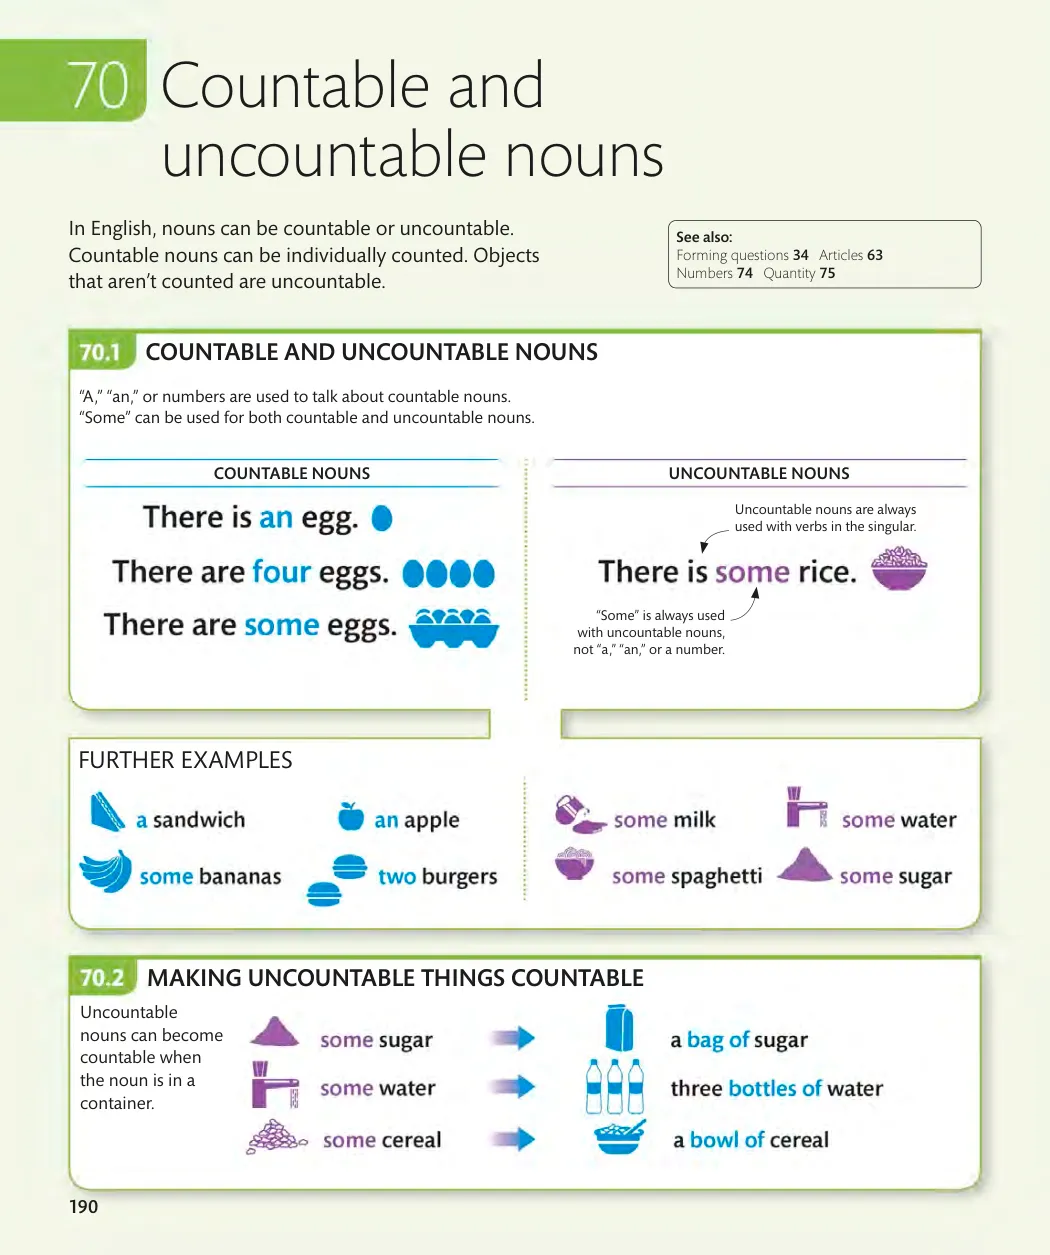 70 Countable and
uncountable nouns
In English, nouns can be countable or uncountable.
Countable nouns can be individually counted. Objects
that aren’t counted are uncountable.
See also:
Forming questions 34 Articles 63
Numbers 74 Quantity 75
70.1 COUNTABLE AND UNCOUNTABLE NOUNS
“A,” “an,” or numbers are used to talk about countable nouns.
“Some” can be used for both countable and uncountable nouns.
COUNTABLE NOUNS
There is an egg.
There are four eggs.
There are some eggs.
UNCOUNTABLE NOUNS
Uncountable nouns are always
used with verbs in the singular.
There is some rice.
“Some” is always used
with uncountable nouns,
not “a,” “an,” or a number.
FURTHER EXAMPLES
a sandwich
an apple
some bananas
two burgers
some milk
some water
some spaghetti
some sugar
70.2 MAKING UNCOUNTABLE THINGS COUNTABLE
Uncountable
nouns can become
countable when
the noun is in a
container.
some sugar
a bag of sugar
some water
three bottles of water
some cereal
a bowl of cereal
190